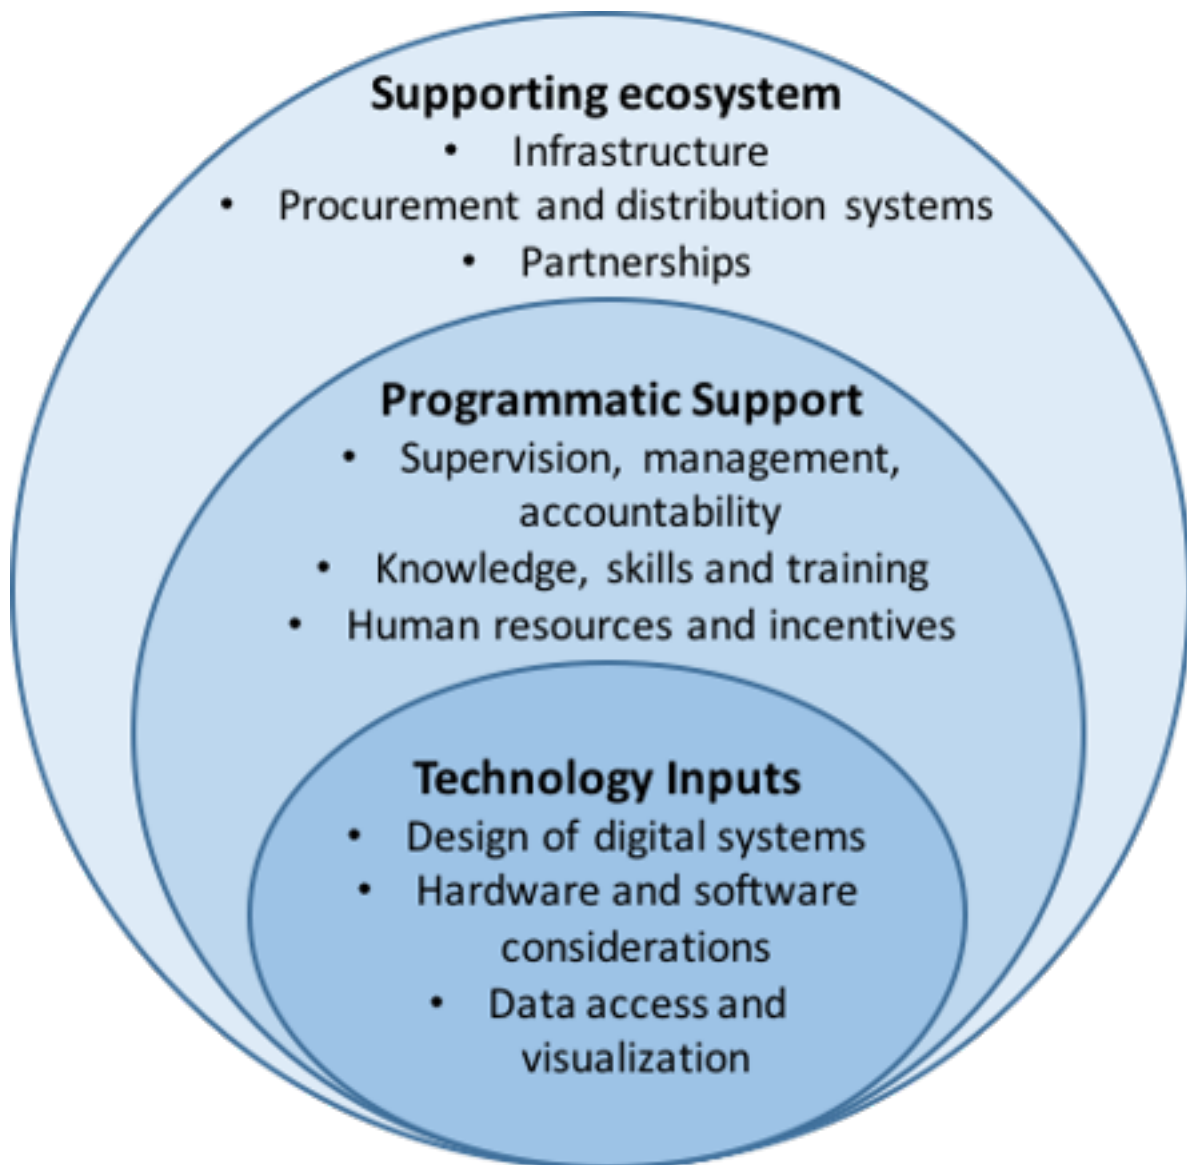 Supporting ecosystem
• Infrastructure
• Procurement and distribution systems
• Partnerships
Programmatic Support
• Supervision, management,
accountability
• Knowledge, skills and training
• Human resources and incentives
Technology Inputs
• Design of digital systems
• Hardware and software
considerations
• Data access and
visualization